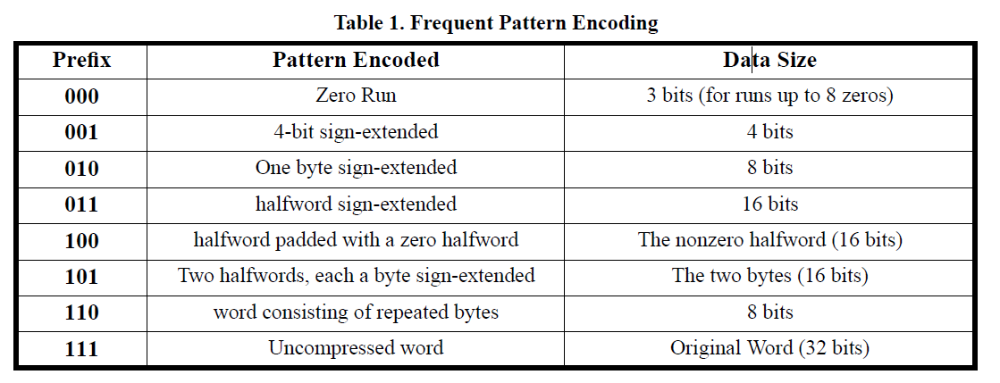 Table 1. Frequent Pattern Encoding
Prefix Pattern Encoded Data Size
000 Zero Run 3 bits (for runs up to 8 zeros)
001 4-bit sign-extended 4 bits
010 One byte sign-extended 8 bits
011 halfword sign-extended 16 bits
100 halfword padded with a zero halfword The nonzero halfword (16 bits)
101 Two halfwords, each a byte sign-extended The two bytes (16 bits)
110 word consisting of repeated bytes 8 bits
111 Uncompressed word Original Word (32 bits)